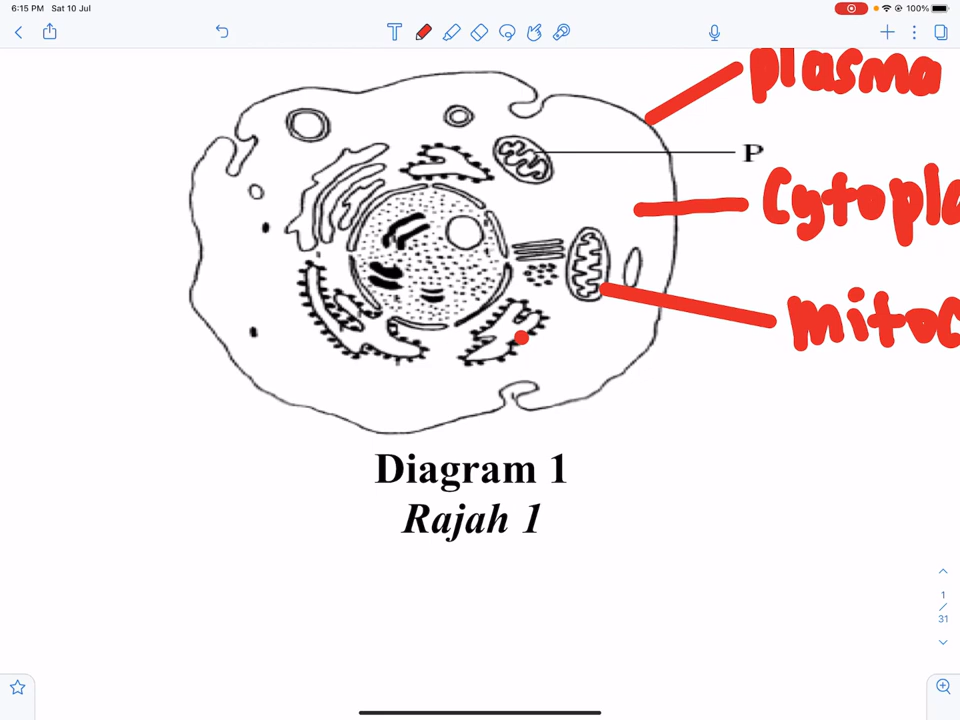 6:15 PM Sat 10 Jul
100%
plasma
P
Cytopla
Mitoc
Diagram 1
Rajah 1
1
/
31